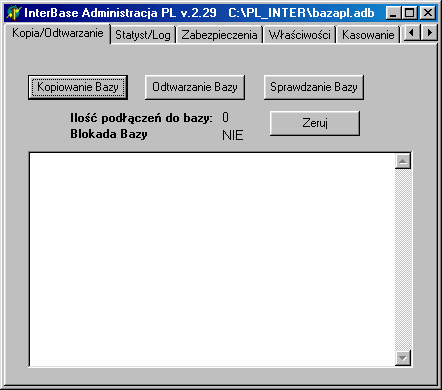 InterBase Administracja PL v.2.29 C:\PL_INTER\bazapl.adb
Kopia/Odtwarzanie Statyst/Log Zabezpieczenia Właściwości Kasowanie
Kopiowanie Bazy Odtwarzanie Bazy Sprawdzanie Bazy
Ilość podłączeń do bazy: 0
Blokada Bazy NIE
Zeruj